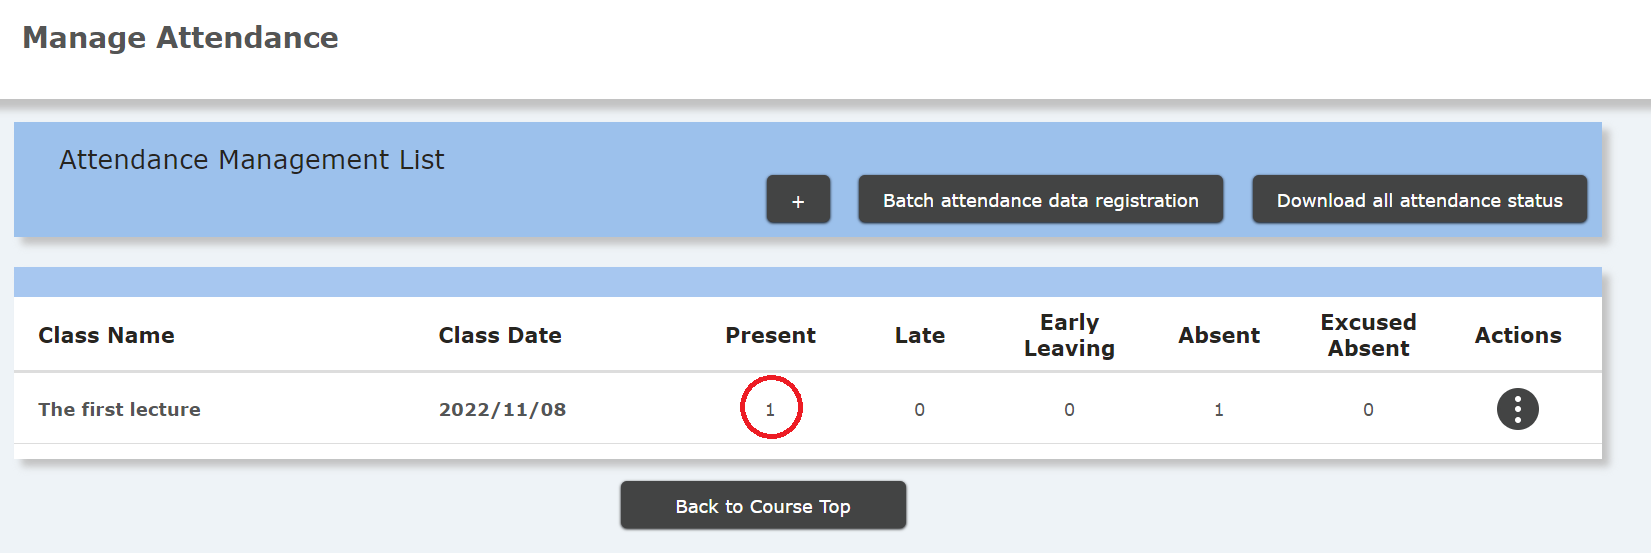 Manage Attendance
Attendance Management List
+
Batch attendance data registration
Download all attendance status
Class Name
Class Date
Present
Late
Early
Leaving
Absent
Excused
Absent
Actions
The first lecture
2022/11/08
1
0
0
1
0
Back to Course Top